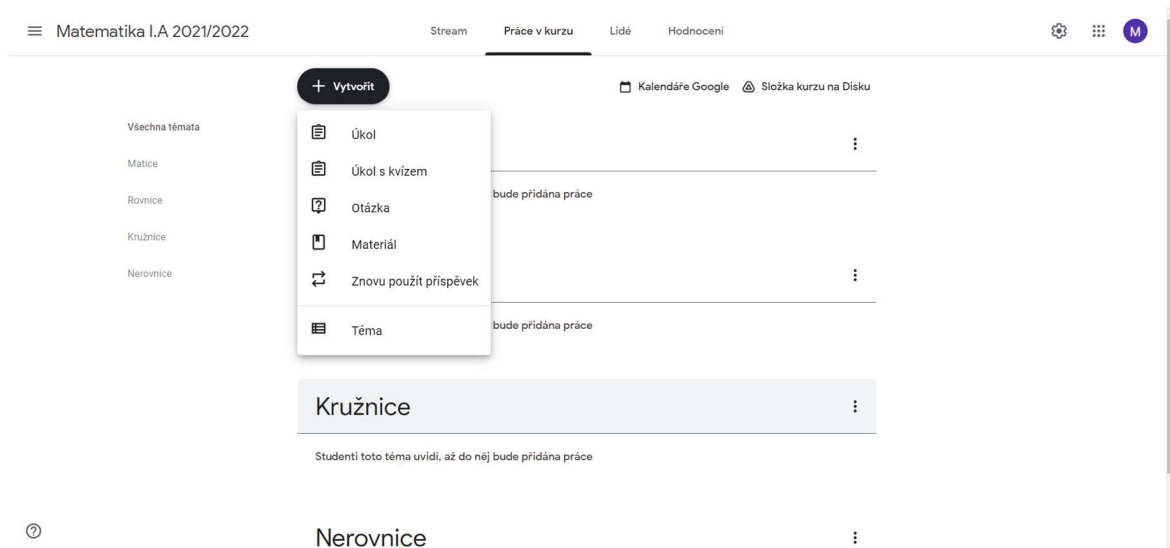 Matematika I.A 2021/2022
Stream Práce v kurzu Lidé Hodnocení
M
Vytvořit
Kalendáře Google Složka kurzu na Disku
Všechna témata
Matice
Rovnice
Kružnice
Nerovnice
Úkol
Úkol s kvízem
Otázka
Materiál
Znovu použít příspěvek
Téma
bude přidána práce
bude přidána práce
Kružnice
Studenti toto téma uvidí, až do něj bude přidána práce
Nerovnice